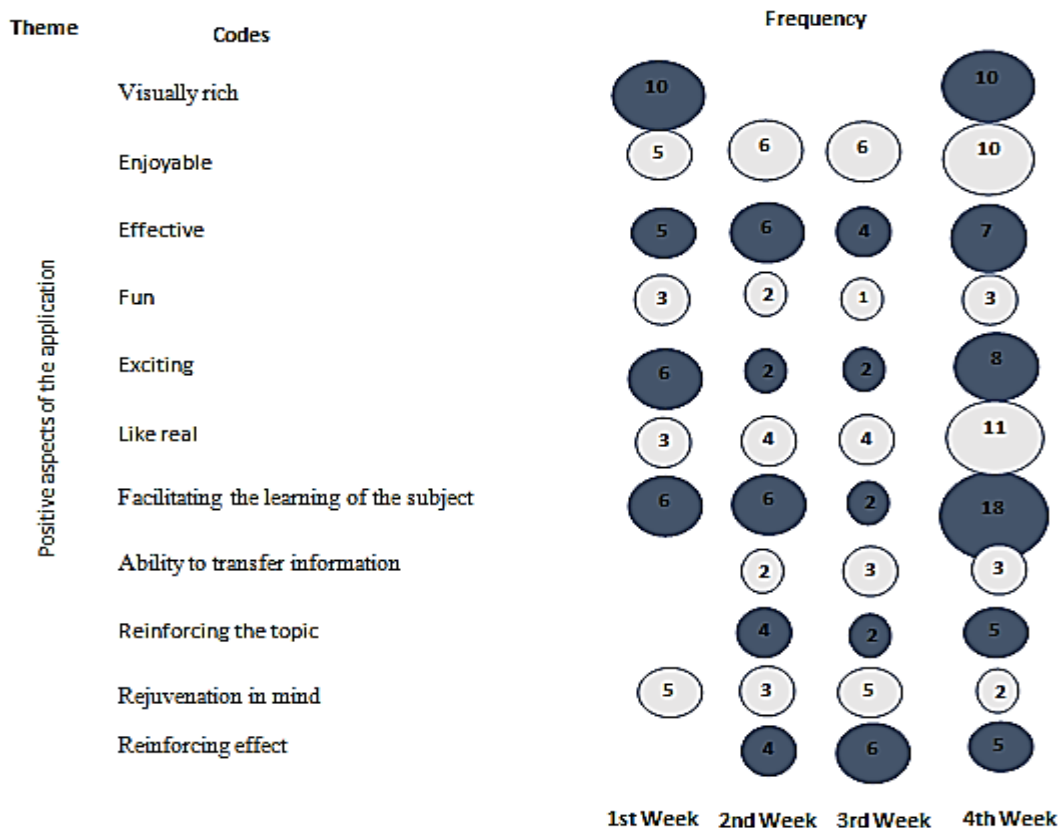 Theme Codes Frequency
Visually rich 10 10
Enjoyable 5 6 6 10
Effective 5 6 4 7
Fun 3 2 1 3
Exciting 6 2 2 8
Like real 3 4 4 11
Facilitating the learning of the subject 6 6 2 18
Ability to transfer information 2 3 3
Reinforcing the topic 4 2 5
Rejuvenation in mind 5 3 5 2
Reinforcing effect 4 6 5
Positive aspects of the application
1st Week 2nd Week 3rd Week 4th Week